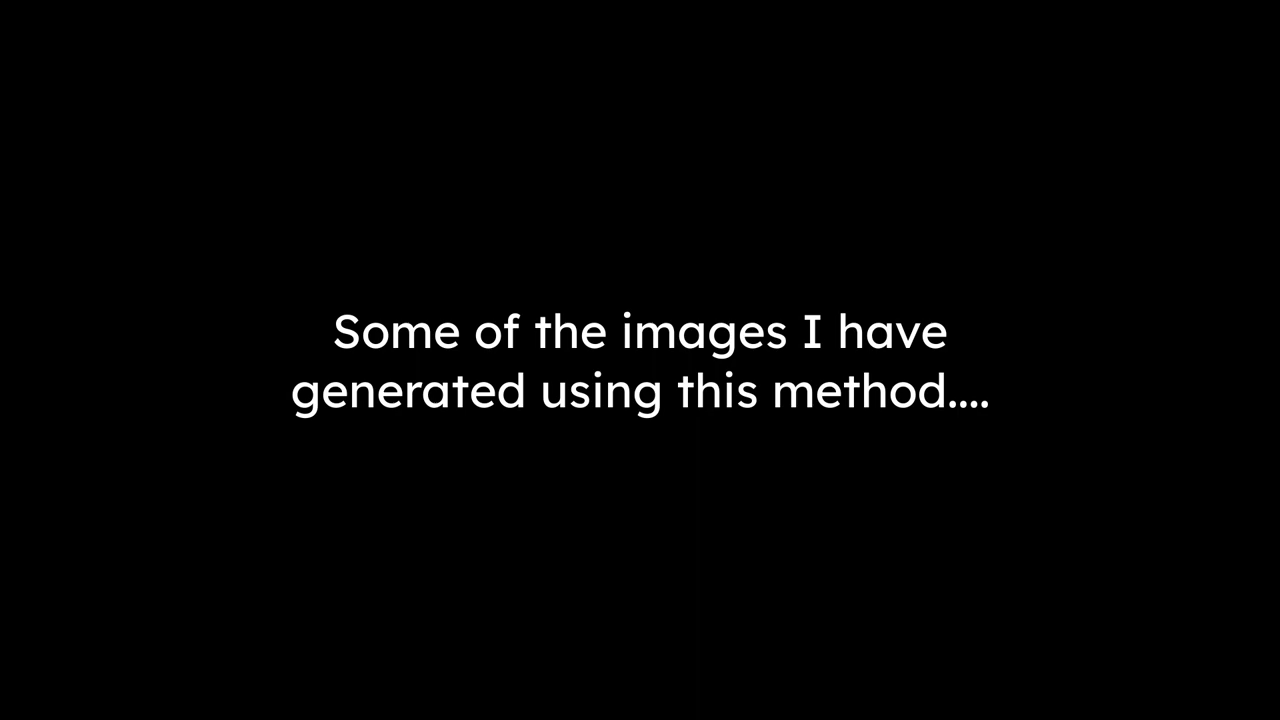 Some of the images I have
generated using this method....